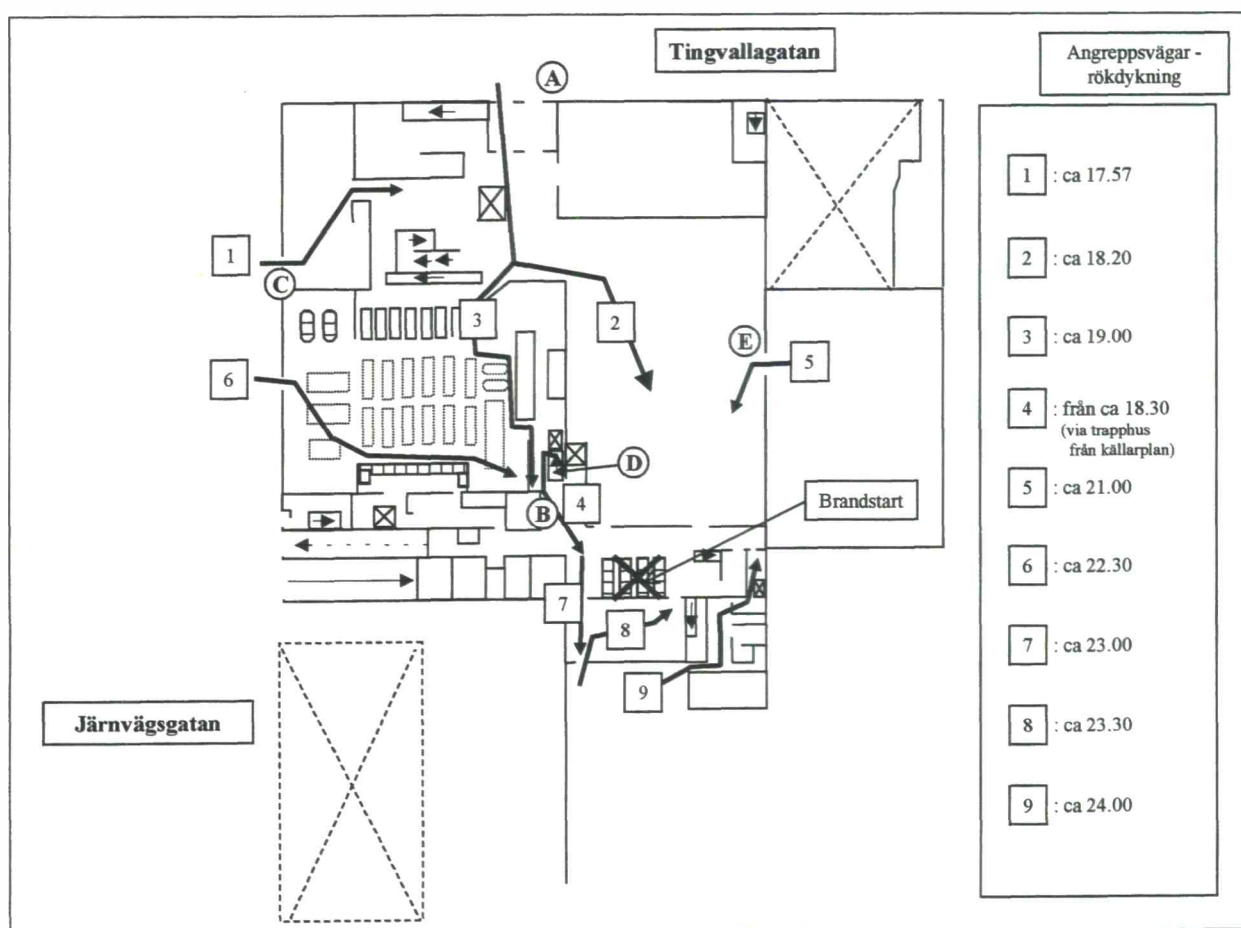 Tingvallagatan
Angreppsvägar -
rökdykning
A
1 : ca 17.57
2 : ca 18.20
3 : ca 19.00
4 : från ca 18.30
(via trapphus
från källarplan)
5 : ca 21.00
6 : ca 22.30
7 : ca 23.00
8 : ca 23.30
9 : ca 24.00
1
C
3
2
E
5
6
D
4
B
Brandstart
7
8
9
Järnvägsgatan